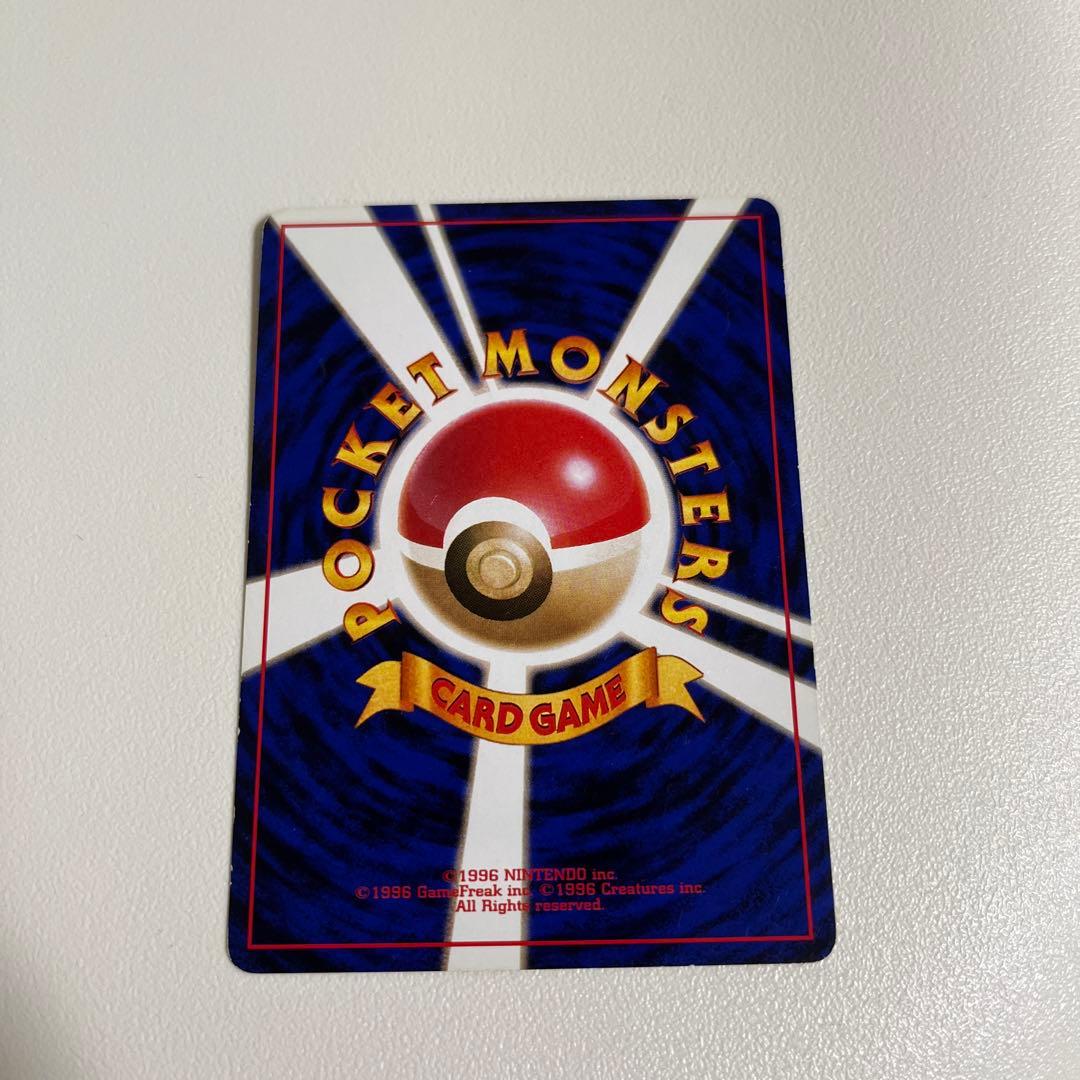 POCKET MONSTERS
CARD GAME
©1996 NINTENDO inc.
©1996 GameFreak inc. ©1996 Creatures inc.
All Rights reserved.